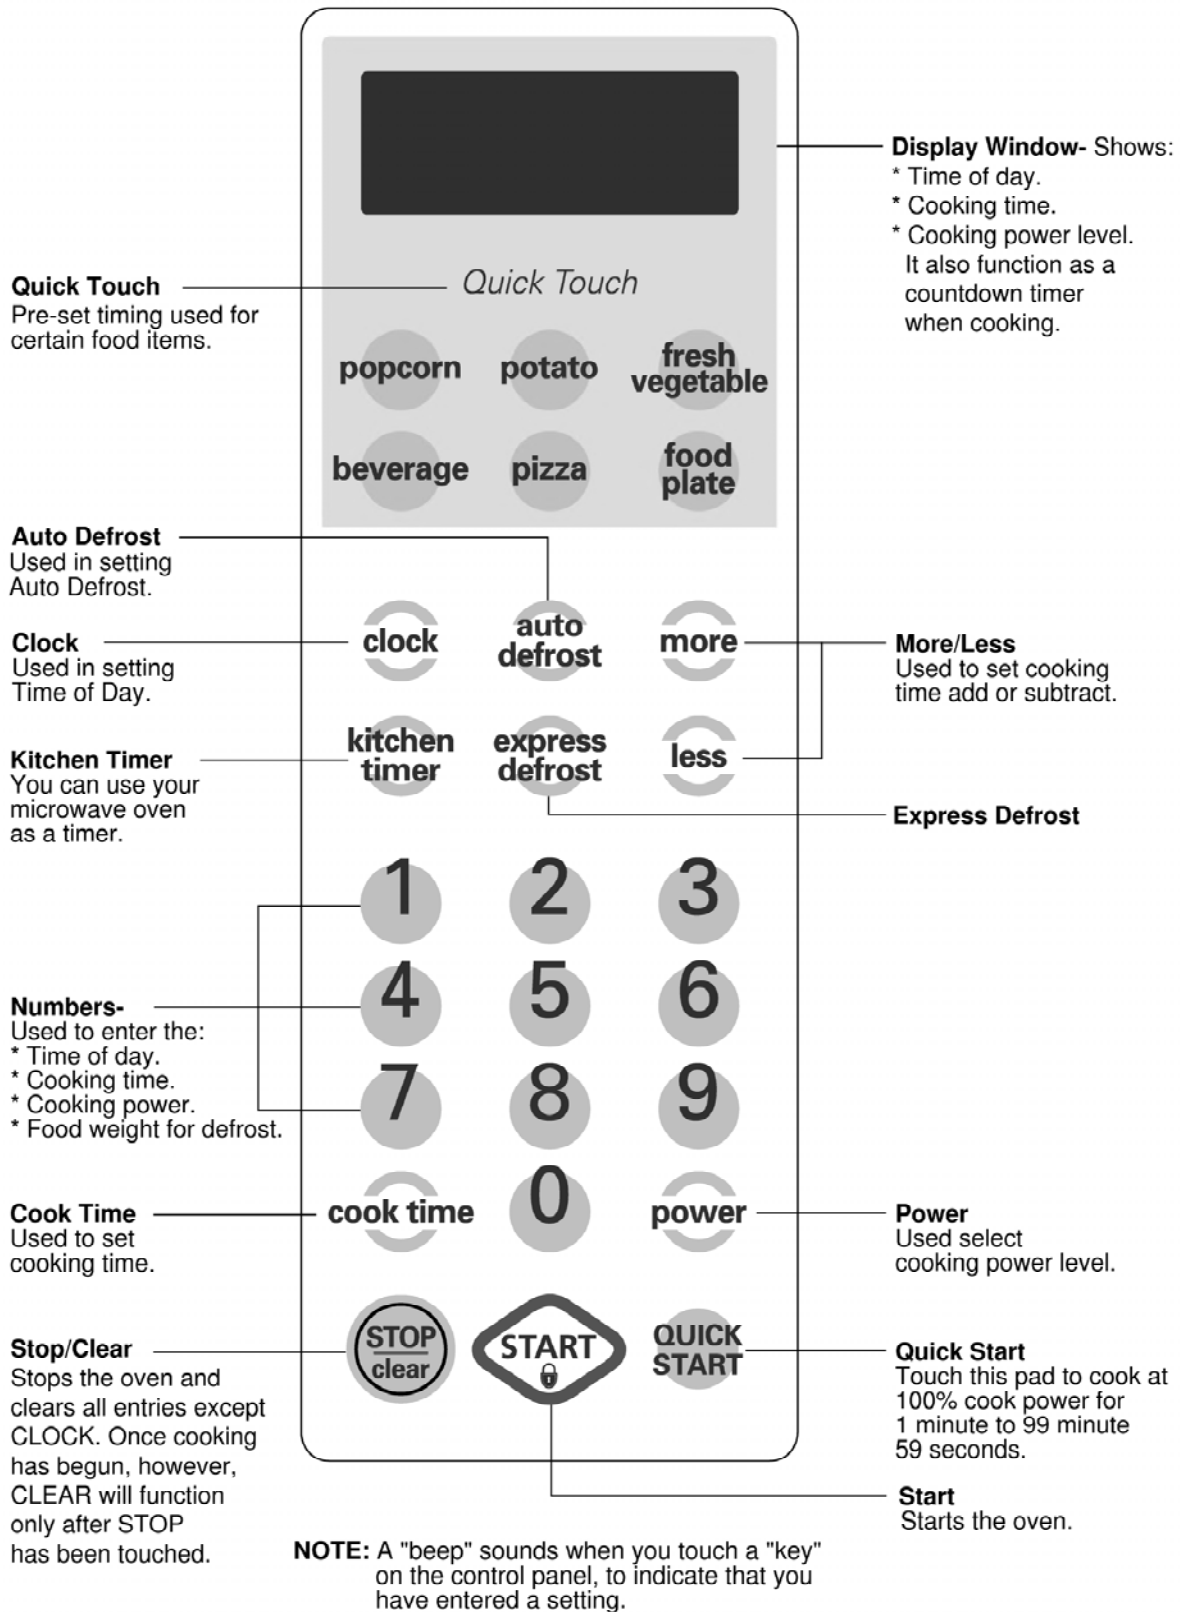 Display Window- Shows:
* Time of day.
* Cooking time.
* Cooking power level.
It also function as a
countdown timer
when cooking.
Quick Touch
Pre-set timing used for
certain food items.
Quick Touch
popcorn
potato
fresh
vegetable
beverage
pizza
food
plate
Auto Defrost
Used in setting
Auto Defrost.
Clock
Used in setting
Time of Day.
clock
auto
defrost
more
More/Less
Used to set cooking
time add or subtract.
Kitchen Timer
You can use your
microwave oven
as a timer.
kitchen
timer
express
defrost
less
Express Defrost
1
2
3
4
5
6
7
8
9
Numbers-
Used to enter the:
* Time of day.
* Cooking time.
* Cooking power.
* Food weight for defrost.
Cook Time
Used to set
cooking time.
cook time
0
power
Power
Used select
cooking power level.
Stop/Clear
Stops the oven and
clears all entries except
CLOCK. Once cooking
has begun, however,
CLEAR will function
only after STOP
has been touched.
STOP
clear
START
QUICK
START
Quick Start
Touch this pad to cook at
100% cook power for
1 minute to 99 minute
59 seconds.
Start
Starts the oven.
NOTE: A "beep" sounds when you touch a "key"
on the control panel, to indicate that you
have entered a setting.